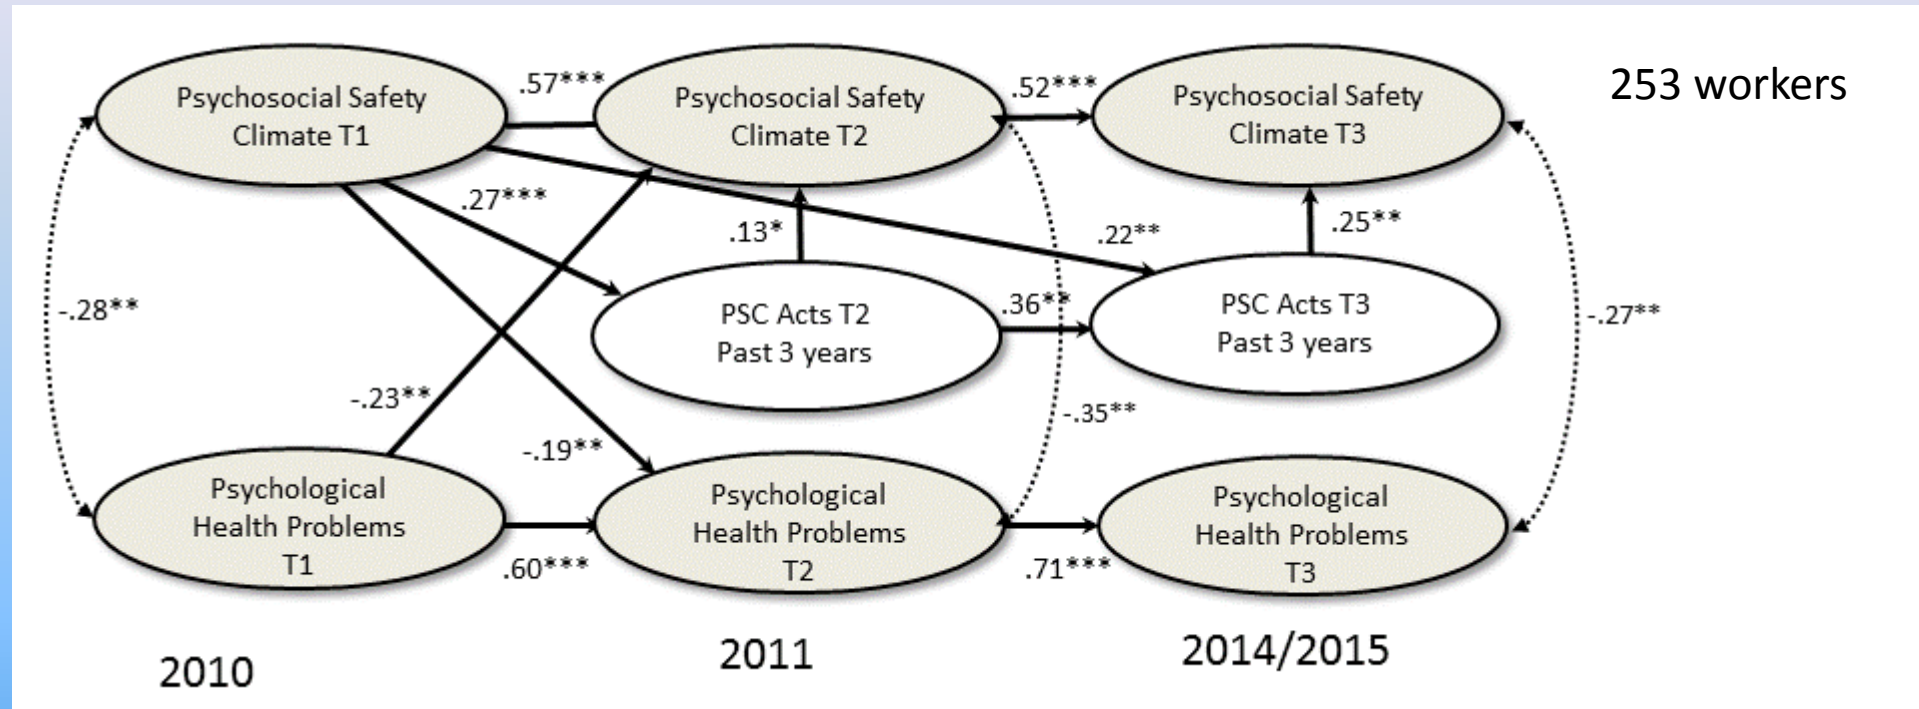 253 workers
Psychosocial Safety
Climate T1
.57***
Psychosocial Safety
Climate T2
.52***
Psychosocial Safety
Climate T3
.27***
.13*
.22**
.25**
-.28**
PSC Acts T2
Past 3 years
.36**
PSC Acts T3
Past 3 years
-.27**
-.23**
-.19**
-.35**
Psychological
Health Problems
T1
.60***
Psychological
Health Problems
T2
.71***
Psychological
Health Problems
T3
2010
2011
2014/2015